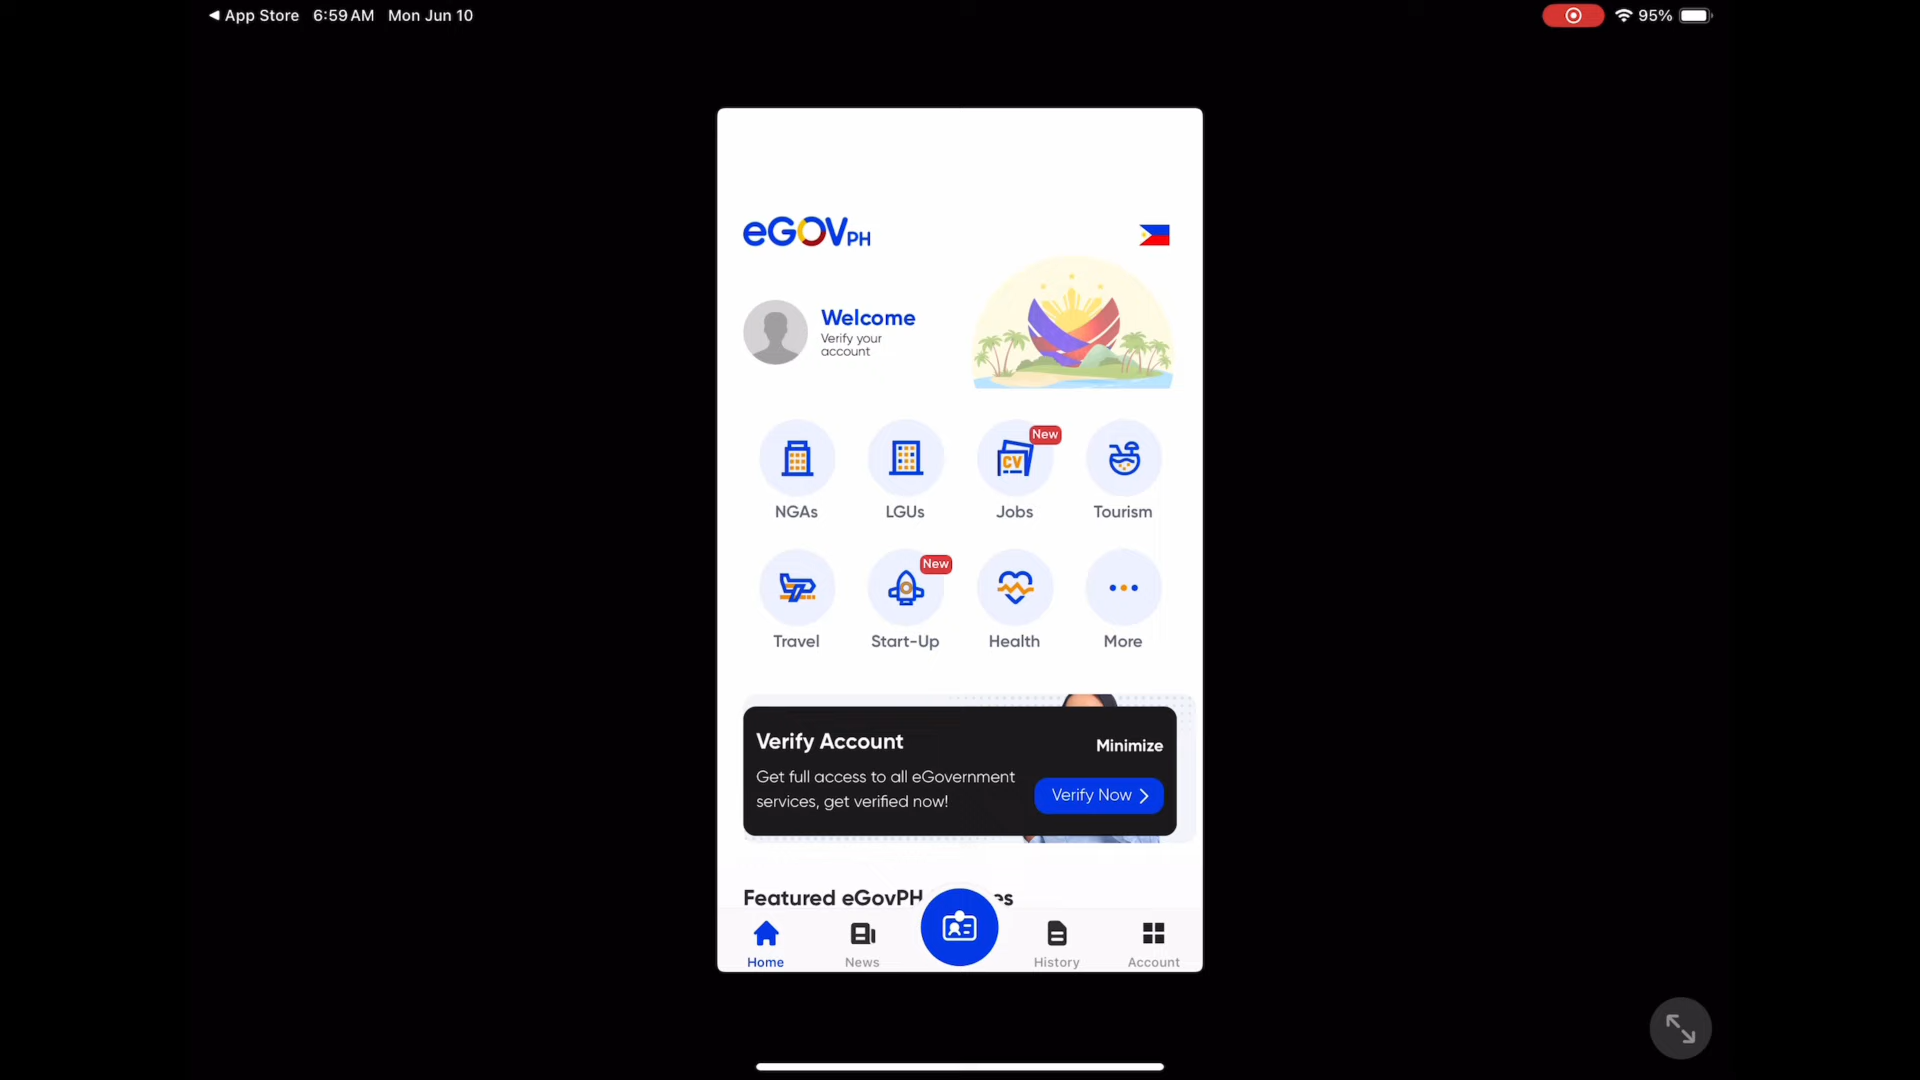 ◀ App Store 6:59 AM Mon Jun 10 95%
eGOVPH
Welcome
Verify your
account
New
CV
NGAs LGUs Jobs Tourism
New
Travel Start-Up Health More
Verify Account Minimize
Get full access to all eGovernment
services, get verified now!
Verify Now
Featured eGovPH es
Home News History Account